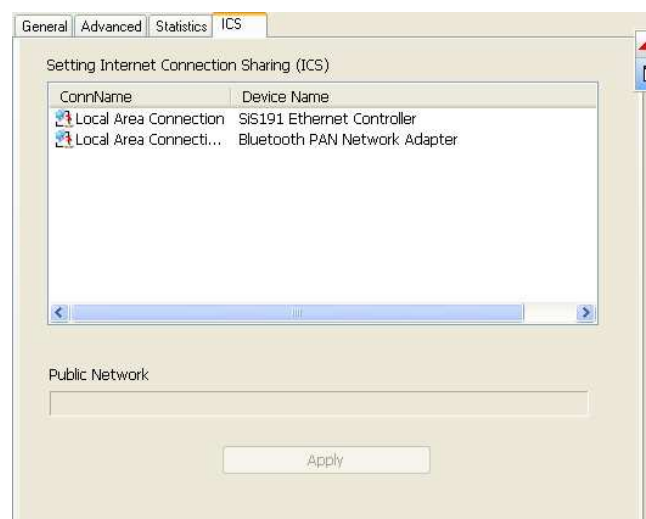 General Advanced Statistics ICS
Setting Internet Connection Sharing (ICS)
ConnName Device Name
Local Area Connection SiS191 Ethernet Controller
Local Area Connecti... Bluetooth PAN Network Adapter
Public Network
Apply